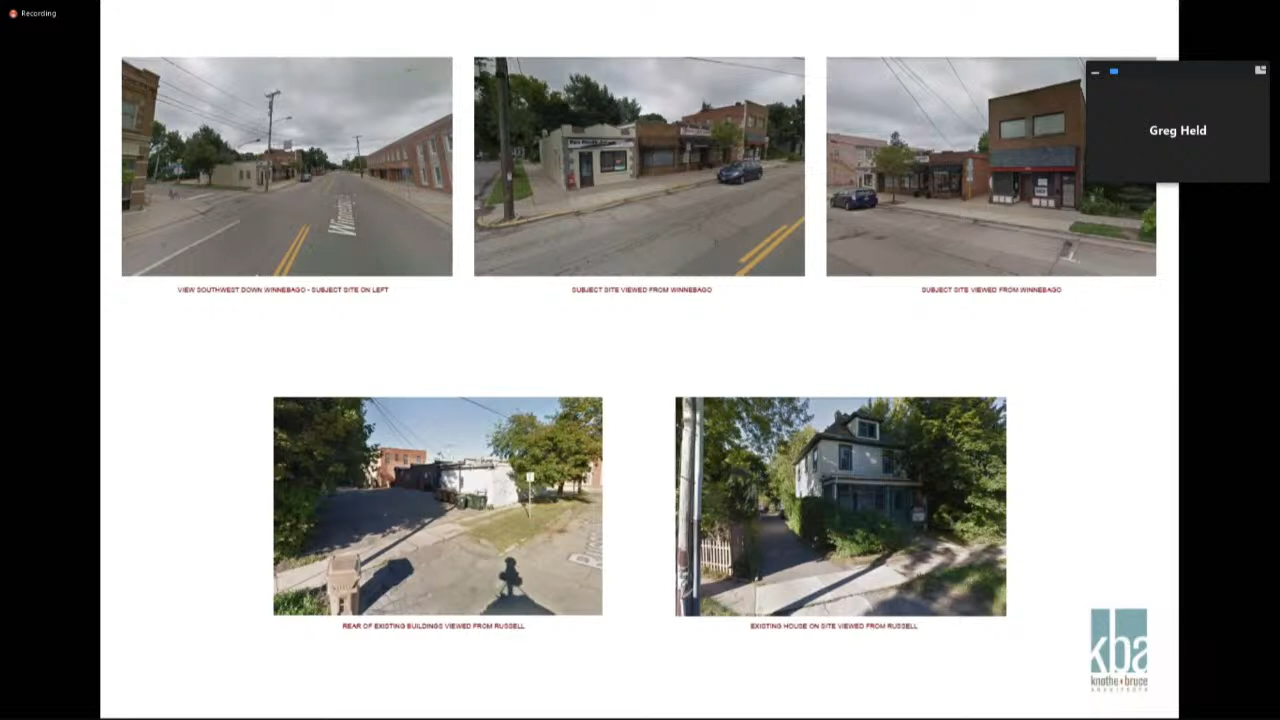 Recording
Greg Held
Winnebago
VIEW SOUTHWEST DOWN WINNEBAGO - SUBJECT SITE ON LEFT
SUBJECT SITE VIEWED FROM WINNEBAGO
SUBJECT SITE VIEWED FROM WINNEBAGO
REAR OF EXISTING BUILDINGS VIEWED FROM RUSSELL
EXISTING HOUSE ON SITE VIEWED FROM RUSSELL
kba
knothe • bruce
ARCHITECTS